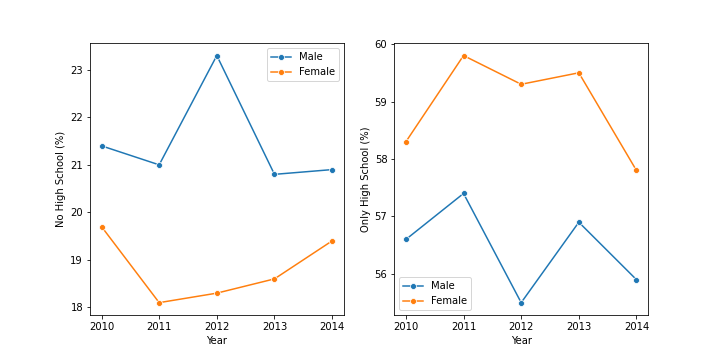 No High School (%)
23
22
21
20
19
18
2010 2011 2012 2013 2014
Year
Male
Female
Only High School (%)
60
59
58
57
56
2010 2011 2012 2013 2014
Year
Male
Female